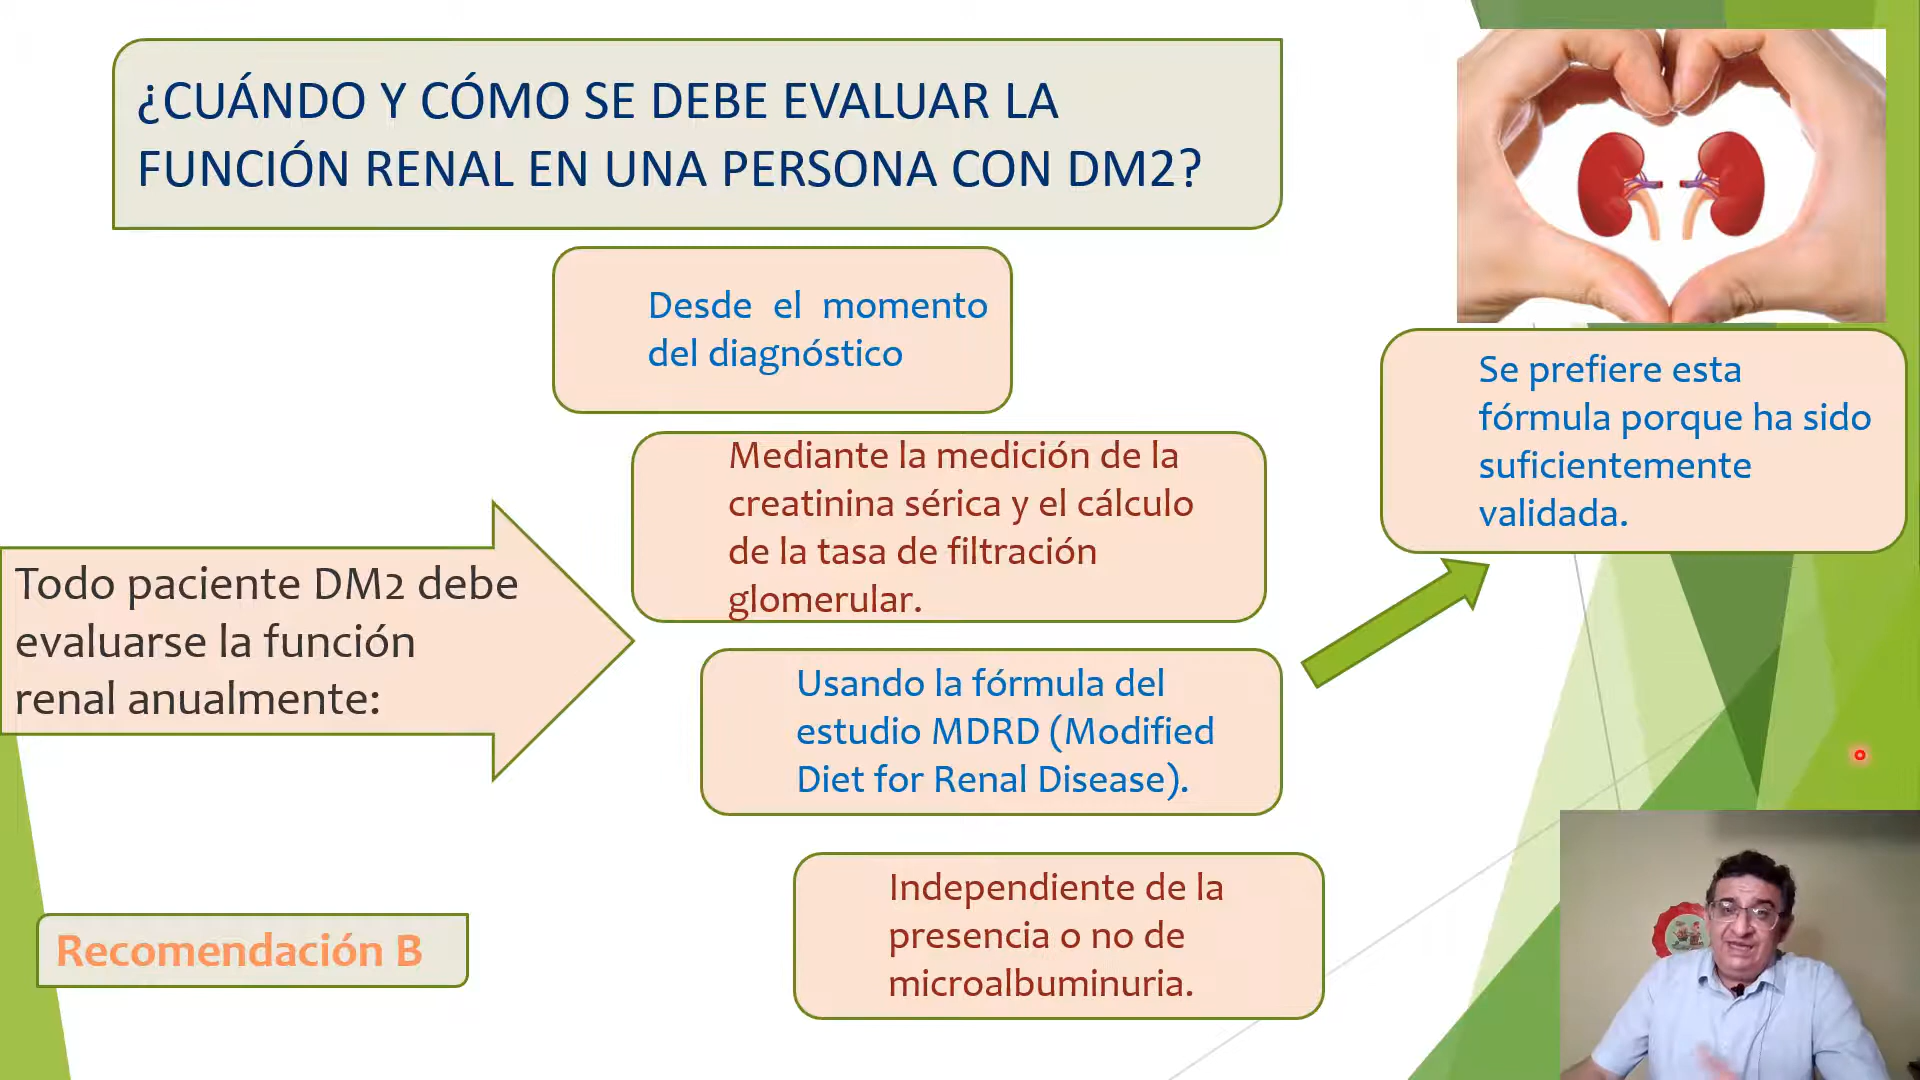 ¿CUÁNDO Y CÓMO SE DEBE EVALUAR LA
FUNCIÓN RENAL EN UNA PERSONA CON DM2?
Desde el momento
del diagnóstico
Mediante la medición de la
creatinina sérica y el cálculo
de la tasa de filtración
glomerular.
Se prefiere esta
fórmula porque ha sido
suficientemente
validada.
Todo paciente DM2 debe
evaluarse la función
renal anualmente:
Usando la fórmula del
estudio MDRD (Modified
Diet for Renal Disease).
Independiente de la
presencia o no de
microalbuminuria.
Recomendación B